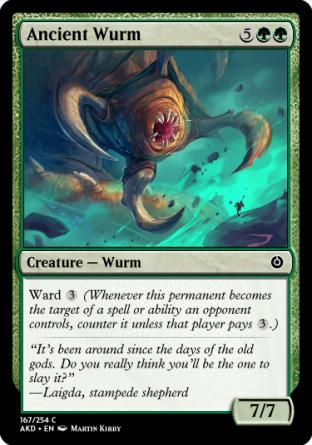 Ancient Wurm 5
Creature — Wurm
Ward 3 (Whenever this permanent becomes
the target of a spell or ability an opponent
controls, counter it unless that player pays 3.)
“It's been around since the days of the old
gods. Do you really think you'll be the one to
slay it?”
—Laigda, stampede shepherd
7/7
167/254 C
AKD • EN Martin Kirby